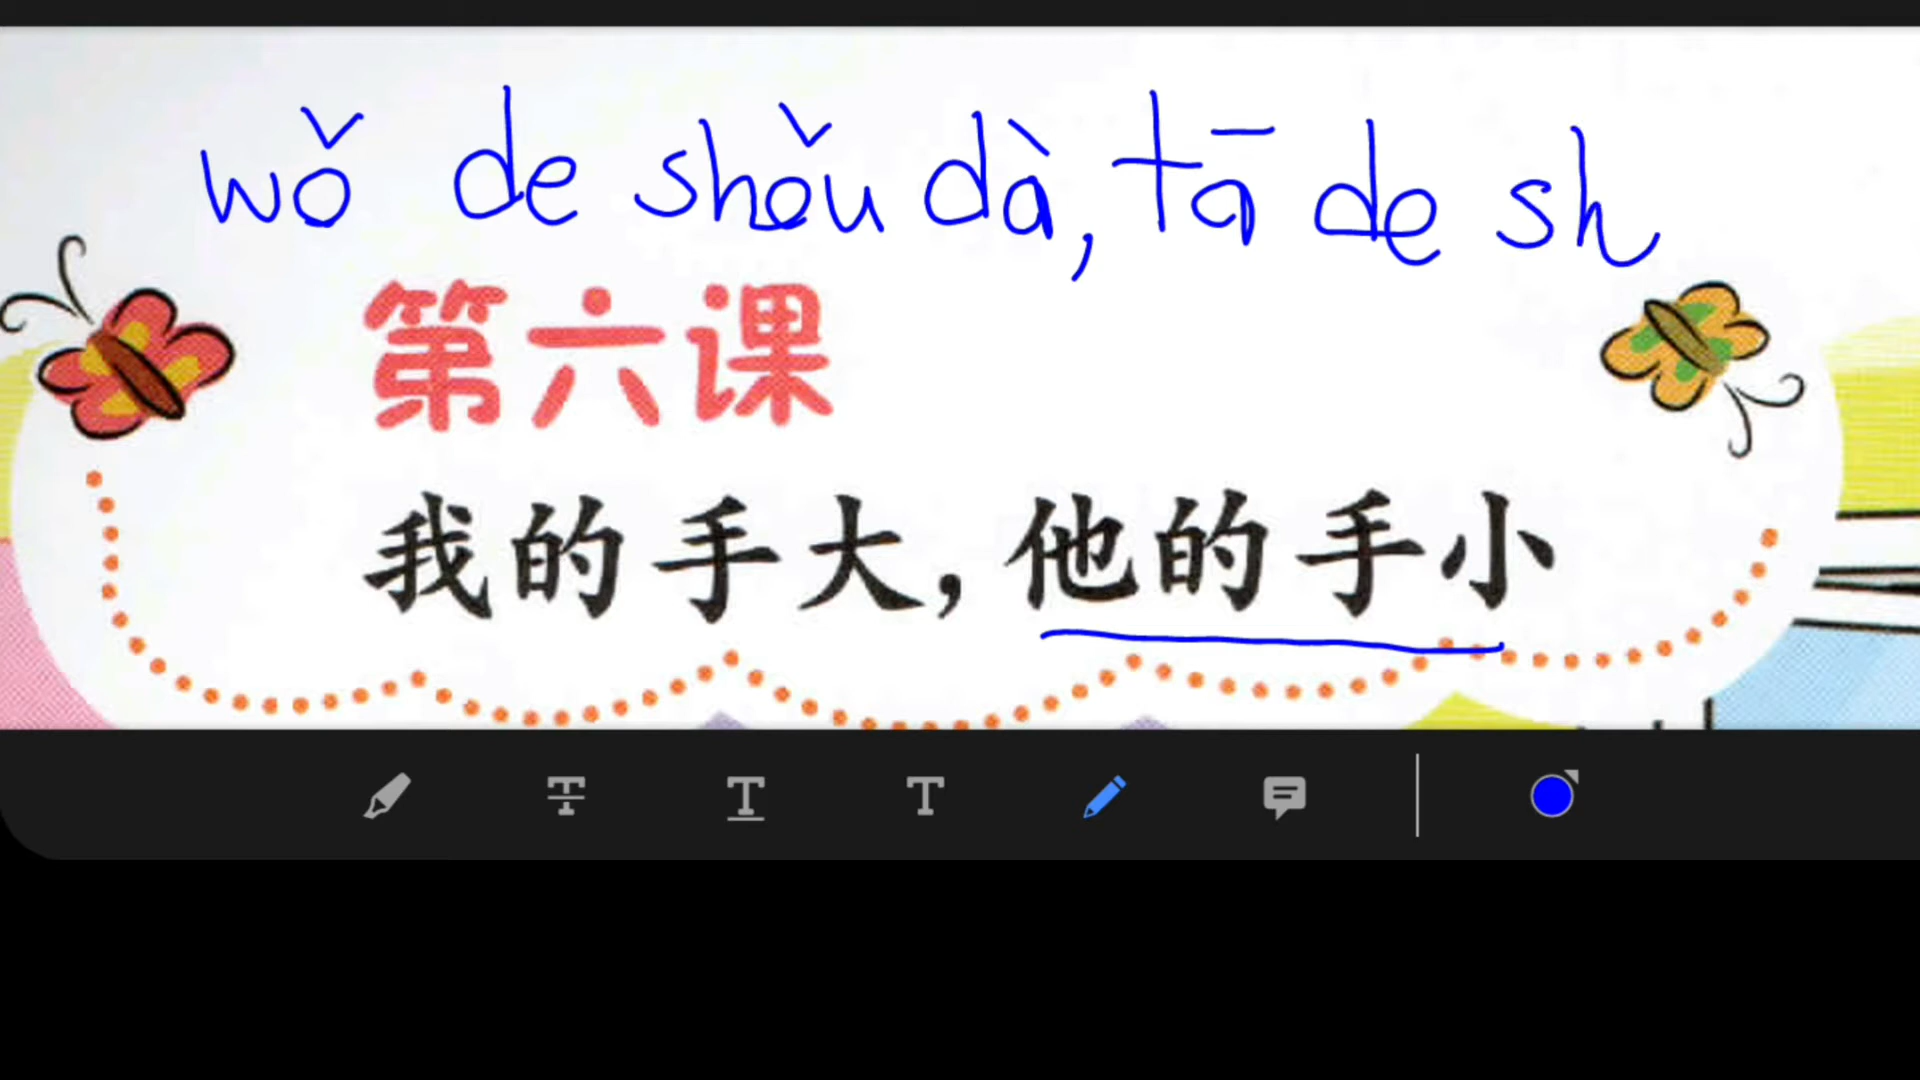 wǒ de shǒu dà, tā de sh
第六课
我的手大，他的手小